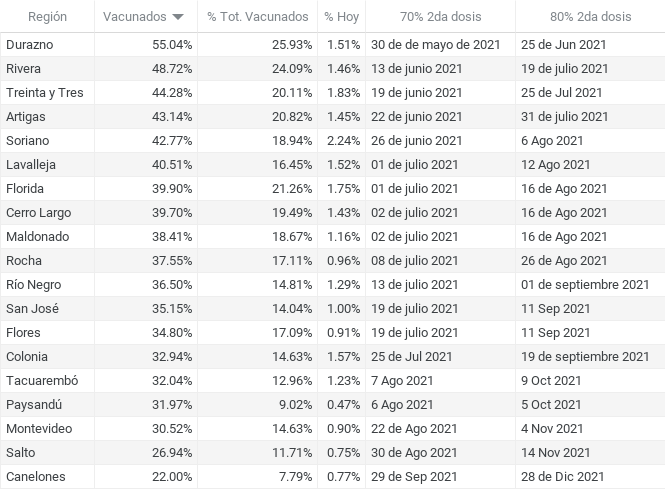 Región Vacunados % Tot. Vacunados % Hoy 70% 2da dosis 80% 2da dosis
Durazno 55.04% 25.93% 1.51% 30 de de mayo de 2021 25 de Jun 2021
Rivera 48.72% 24.09% 1.46% 13 de junio 2021 19 de julio 2021
Treinta y Tres 44.28% 20.11% 1.83% 19 de junio 2021 25 de Jul 2021
Artigas 43.14% 20.82% 1.45% 22 de junio 2021 31 de julio 2021
Soriano 42.77% 18.94% 2.24% 26 de junio 2021 6 Ago 2021
Lavalleja 40.51% 16.45% 1.52% 01 de julio 2021 12 Ago 2021
Florida 39.90% 21.26% 1.75% 01 de julio 2021 16 de Ago 2021
Cerro Largo 39.70% 19.49% 1.43% 02 de julio 2021 16 de Ago 2021
Maldonado 38.41% 18.67% 1.16% 02 de julio 2021 16 de Ago 2021
Rocha 37.55% 17.11% 0.96% 08 de julio 2021 26 de Ago 2021
Río Negro 36.50% 14.81% 1.29% 13 de julio 2021 01 de septiembre 2021
San José 35.15% 14.04% 1.00% 19 de julio 2021 11 Sep 2021
Flores 34.80% 17.09% 0.91% 19 de julio 2021 11 Sep 2021
Colonia 32.94% 14.63% 1.57% 25 de Jul 2021 19 de septiembre 2021
Tacuarembó 32.04% 12.96% 1.23% 7 Ago 2021 9 Oct 2021
Paysandú 31.97% 9.02% 0.47% 6 Ago 2021 5 Oct 2021
Montevideo 30.52% 14.63% 0.90% 22 de Ago 2021 4 Nov 2021
Salto 26.94% 11.71% 0.75% 30 de Ago 2021 14 Nov 2021
Canelones 22.00% 7.79% 0.77% 29 de Sep 2021 28 de Dic 2021